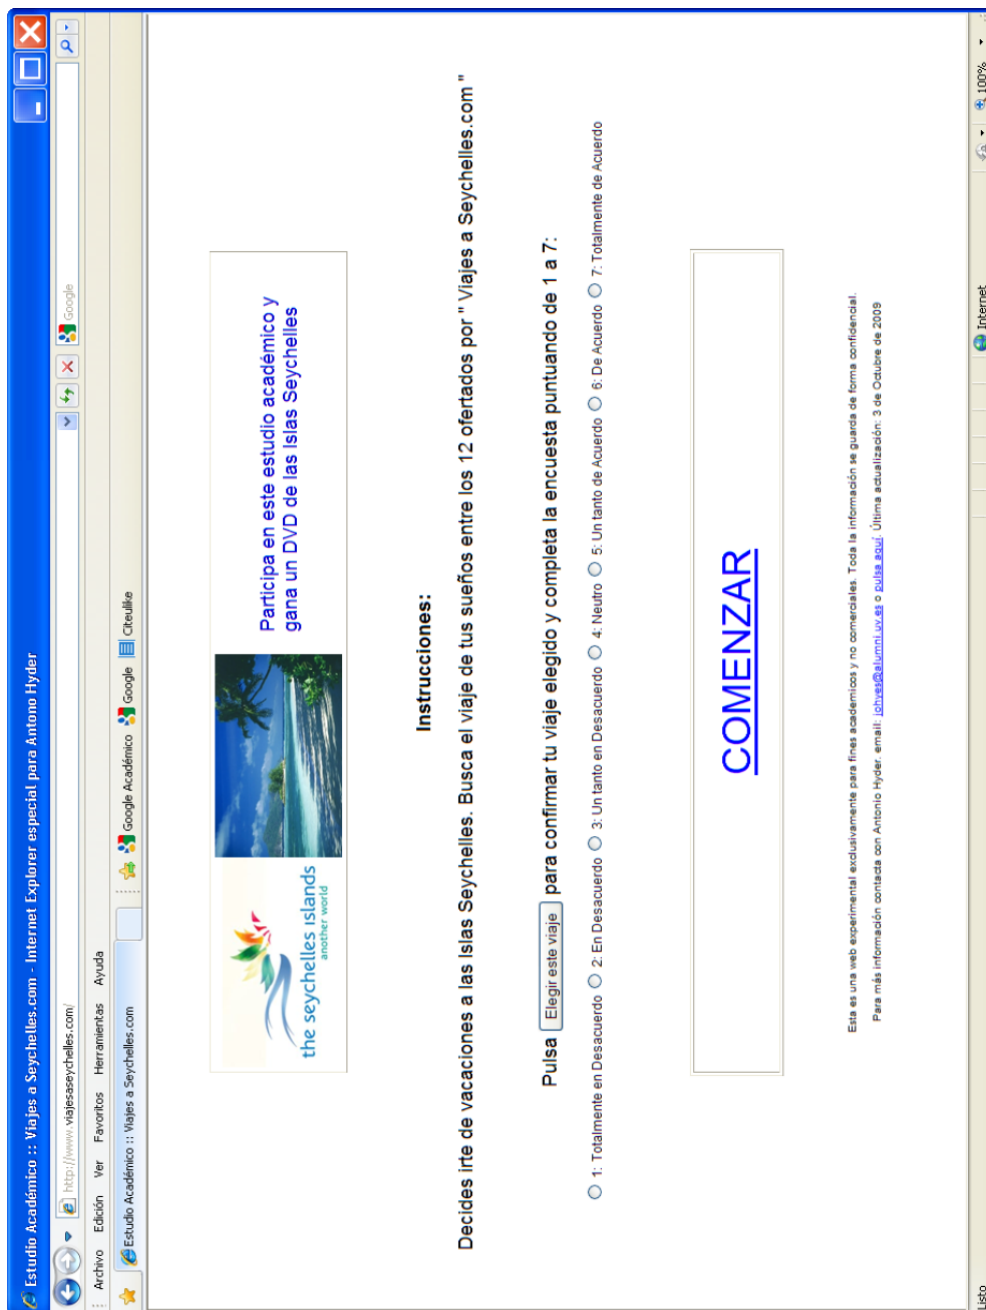 Estudio Académico :: Viajes a Seychelles.com - Internet Explorer especial para Antono Hyder
http://www.viajesaseychelles.com/
Google
Archivo Edición Ver Favoritos Herramientas Ayuda
Google Académico Google Google Citeulike
Estudio Académico :: Viajes a Seychelles.com
the seychelles islands
another world
Participa en este estudio académico y
gana un DVD de las Islas Seychelles
Instrucciones:
Decides irte de vacaciones a las Islas Seychelles. Busca el viaje de tus sueños entre los 12 ofertados por " Viajes a Seychelles.com "
Pulsa Elegir este viaje para confirmar tu viaje elegido y completa la encuesta puntuando de 1 a 7:
1: Totalmente en Desacuerdo 2: En Desacuerdo 3: Un tanto en Desacuerdo 4: Neutro 5: Un tanto de Acuerdo 6: De Acuerdo 7: Totalmente de Acuerdo
COMENZAR
Esta es una web experimental exclusivamente para fines academicos y no comerciales. Toda la información se guarda de forma confidencial.
Para más información contacta con Antonio Hyder. email: johyes@alumni.uv.es o pulsa aquí. Última actualización: 3 de Octubre de 2009
Listo Internet 100%